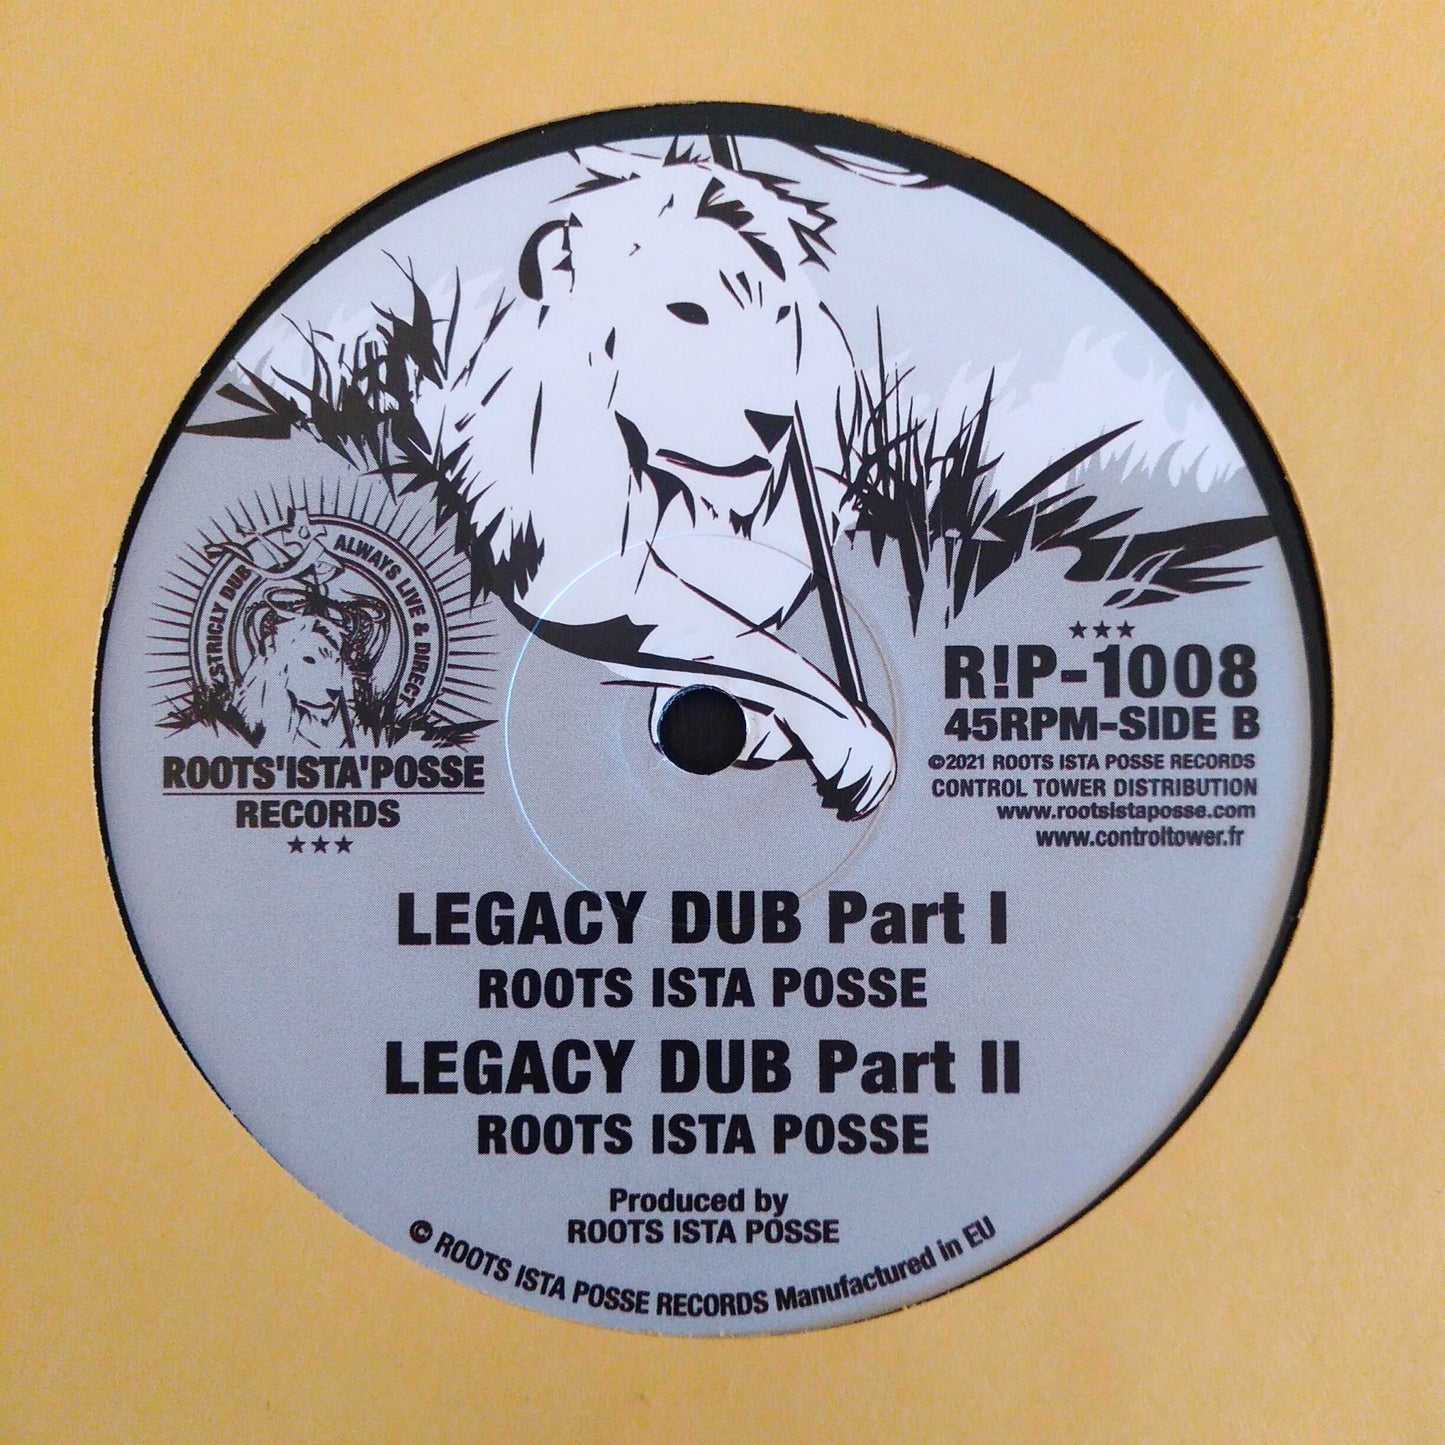 STRICLY DUB
ALWAYS LIVE & DIRECT
ROOTS'ISTA'POSSE
RECORDS
R!P-1008
45RPM-SIDE B
©2021 ROOTS ISTA POSSE RECORDS
CONTROL TOWER DISTRIBUTION
www.rootsistaposse.com
www.controltower.fr
LEGACY DUB Part I
ROOTS ISTA POSSE
LEGACY DUB Part II
ROOTS ISTA POSSE
Produced by
ROOTS ISTA POSSE
© ROOTS ISTA POSSE RECORDS Manufactured in EU